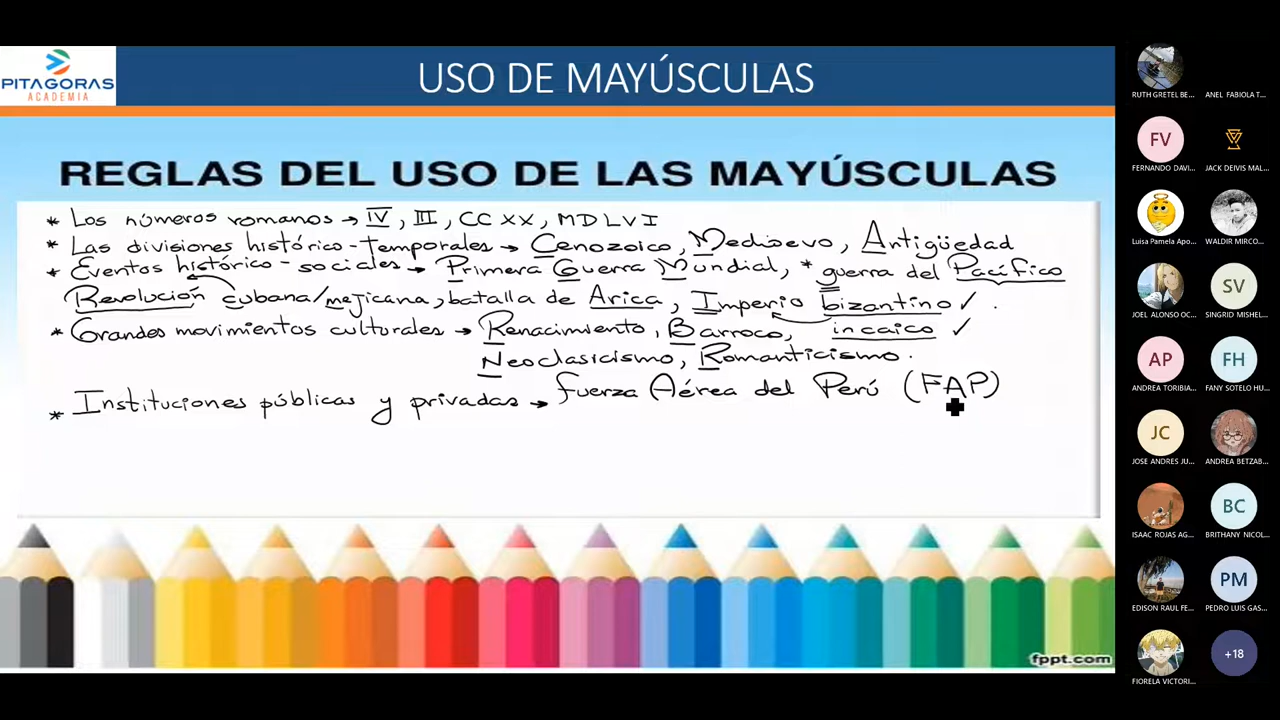 PITAGORAS
ACADEMIA
USO DE MAYÚSCULAS
REGLAS DEL USO DE LAS MAYÚSCULAS
* Los números romanos → IV, III, CCXX, MDLVI
* Las divisiones histórico-temporales → Cenozoico, Medioevo, Antigüedad
* Eventos histórico-sociales → Primera Guerra Mundial, * guerra del Pacífico
Revolución cubana/mejicana, batalla de Arica, Imperio bizantino ✓ .
* Grandes movimientos culturales → Renacimiento, Barroco, incaico ✓
Neoclasicismo, Romanticismo.
* Instituciones públicas y privadas → Fuerza Aérea del Perú (FAP)
fppt.com
RUTH GRETEL BE...
ANEL FABIOLA T...
FV
FERNANDO DAVI...
JACK DEIVIS MAL...
Luisa Pamela Apo...
WALDIR MIRCO...
JOEL ALONSO OC...
SV
SINGRID MISHEL...
AP
ANDREA TORIBIA...
FH
FANY SOTELO HU...
JC
JOSE ANDRES JU...
ANDREA BETZAB...
ISAAC ROJAS AG...
BC
BRITHANY NICOL...
EDISON RAUL FE...
PM
PEDRO LUIS GAS...
FIORELA VICTORI...
+18